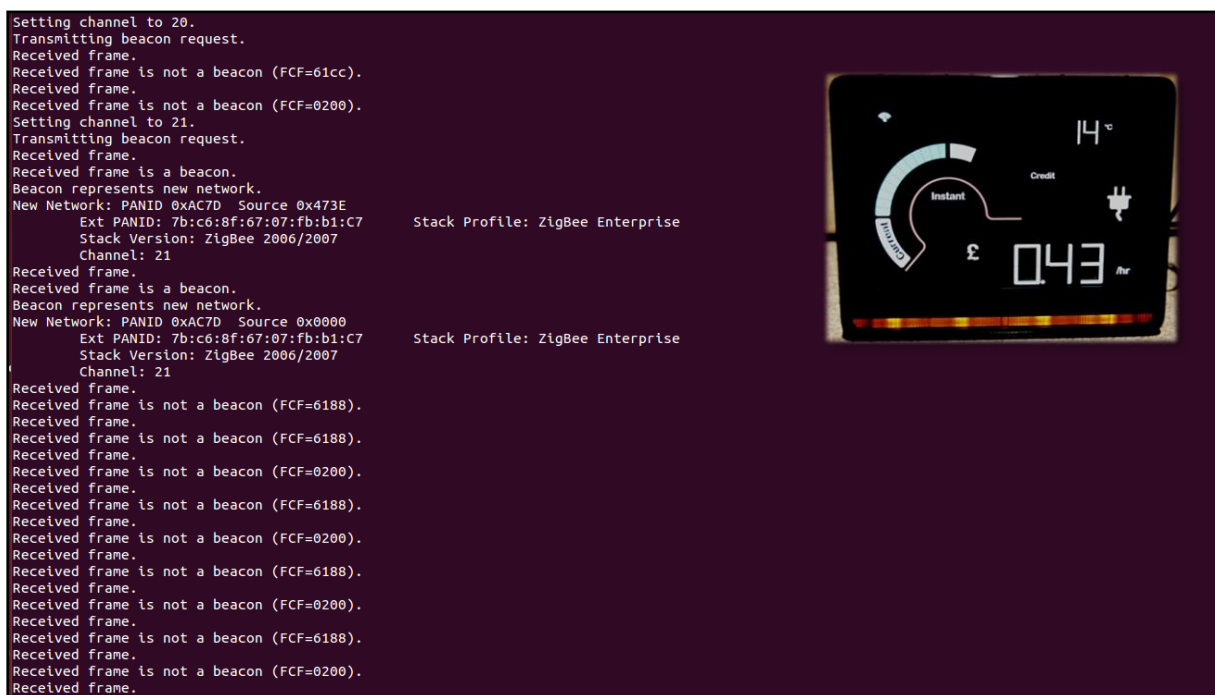 Setting channel to 20.
Transmitting beacon request.
Received frame.
Received frame is not a beacon (FCF=61cc).
Received frame.
Received frame is not a beacon (FCF=0200).
Setting channel to 21.
Transmitting beacon request.
Received frame.
Received frame is a beacon.
Beacon represents new network.
New Network: PANID 0xAC7D  Source 0x473E
        Ext PANID: 7b:c6:8f:67:07:fb:b1:C7      Stack Profile: ZigBee Enterprise
        Stack Version: ZigBee 2006/2007
        Channel: 21
Received frame.
Received frame is a beacon.
Beacon represents new network.
New Network: PANID 0xAC7D  Source 0x0000
        Ext PANID: 7b:c6:8f:67:07:fb:b1:C7      Stack Profile: ZigBee Enterprise
        Stack Version: ZigBee 2006/2007
        Channel: 21
Received frame.
Received frame is not a beacon (FCF=6188).
Received frame.
Received frame is not a beacon (FCF=6188).
Received frame.
Received frame is not a beacon (FCF=0200).
Received frame.
Received frame is not a beacon (FCF=6188).
Received frame.
Received frame is not a beacon (FCF=0200).
Received frame.
Received frame is not a beacon (FCF=6188).
Received frame.
Received frame is not a beacon (FCF=0200).
Received frame.
Received frame is not a beacon (FCF=6188).
Received frame.
Received frame is not a beacon (FCF=0200).
Received frame.
14 °C
Credit
Instant
Current
£ 0.43 /hr